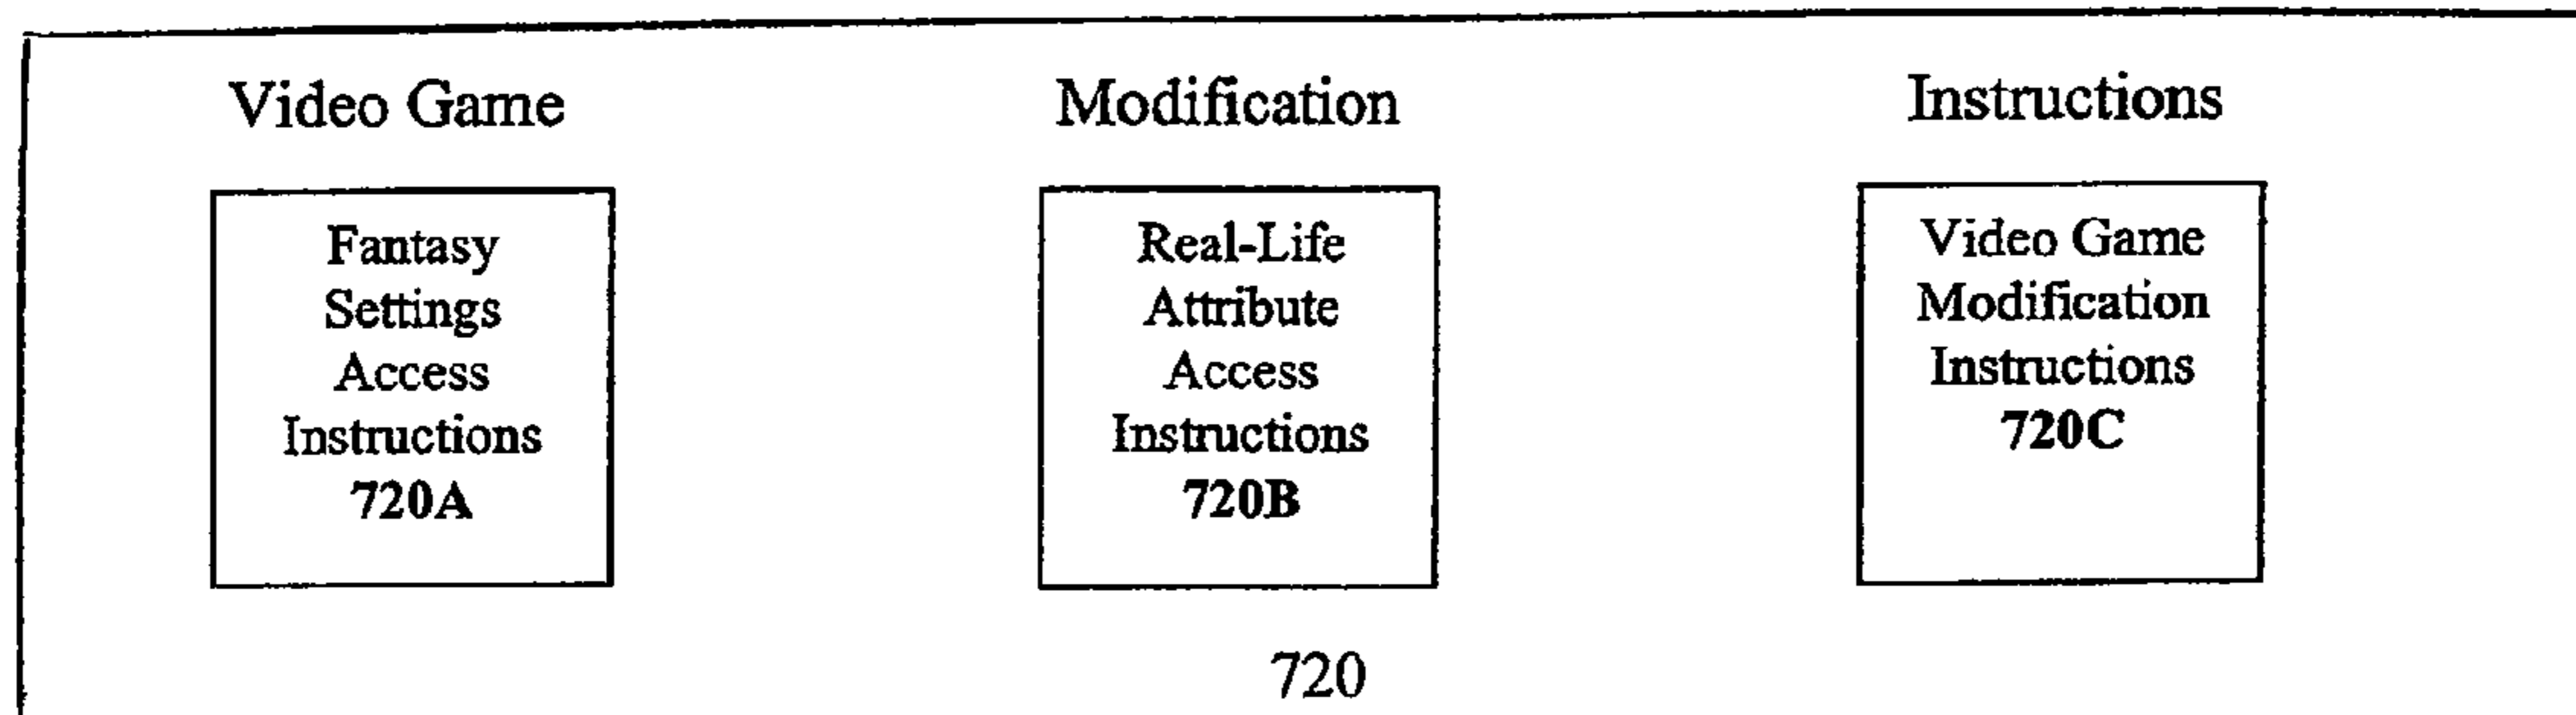 Video Game Modification Instructions
Fantasy
Settings
Access
Instructions
720A
Real-Life
Attribute
Access
Instructions
720B
Video Game
Modification
Instructions
720C
720